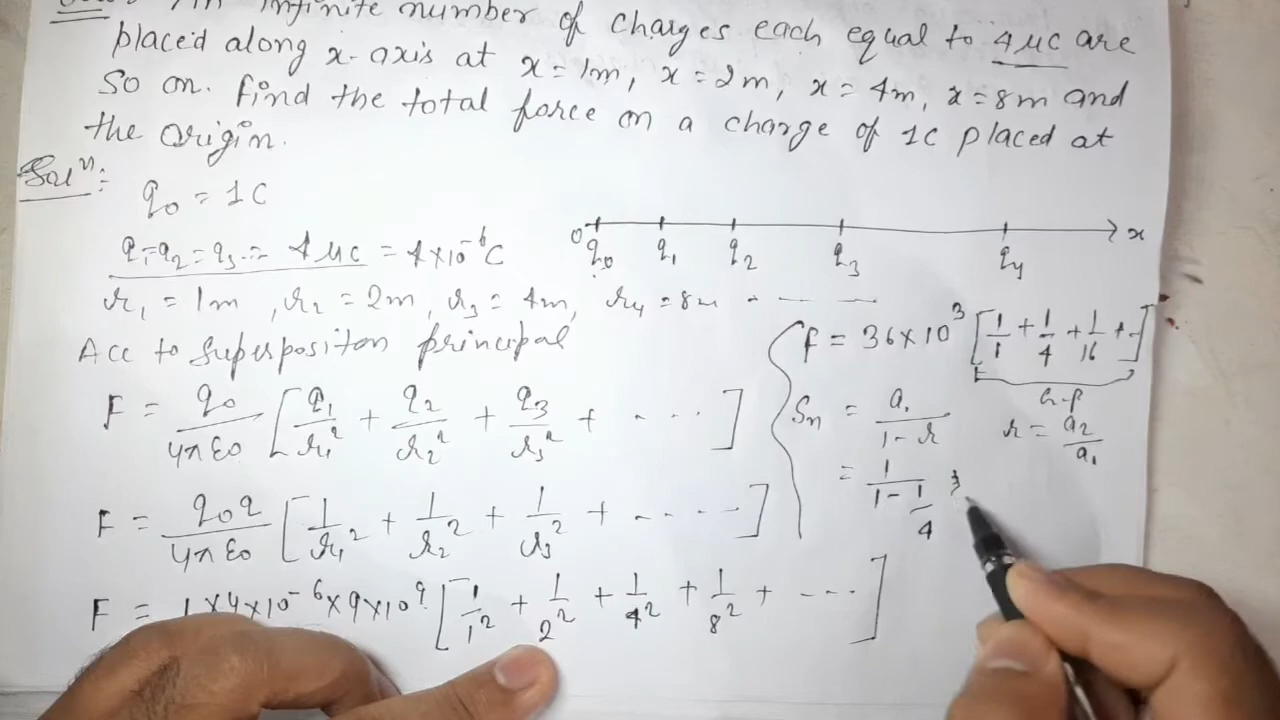 infinite number of charges each equal to 4μc are
placed along x-axis at x=1m, x=2m, x=4m, x=8m and
so on. find the total force on a charge of 1C placed at
the origin.
Solⁿ:
q₀ = 1C
q₁=q₂=q₃ = 4μc = 4×10⁻⁶C
r₁ = 1m, r₂ = 2m, r₃ = 4m, r₄ = 8m - — —
0 x
q₀ q₁ q₂ q₃ q₄
Acc to Superpositon principal
F = q₀/4πε₀ [q₁/r₁² + q₂/r₂² + q₃/r₃² + ....]
F = q₀q/4πε₀ [1/r₁² + 1/r₂² + 1/r₃² + ----]
F = 1×4×10⁻⁶×9×10⁹ [1/1² + 1/2² + 1/4² + 1/8² + ---]
f = 36×10³ [1/1 + 1/4 + 1/16 + --]
G.P
Sn = a₁/1-r r = a₂/a₁
= 1/1-1/4